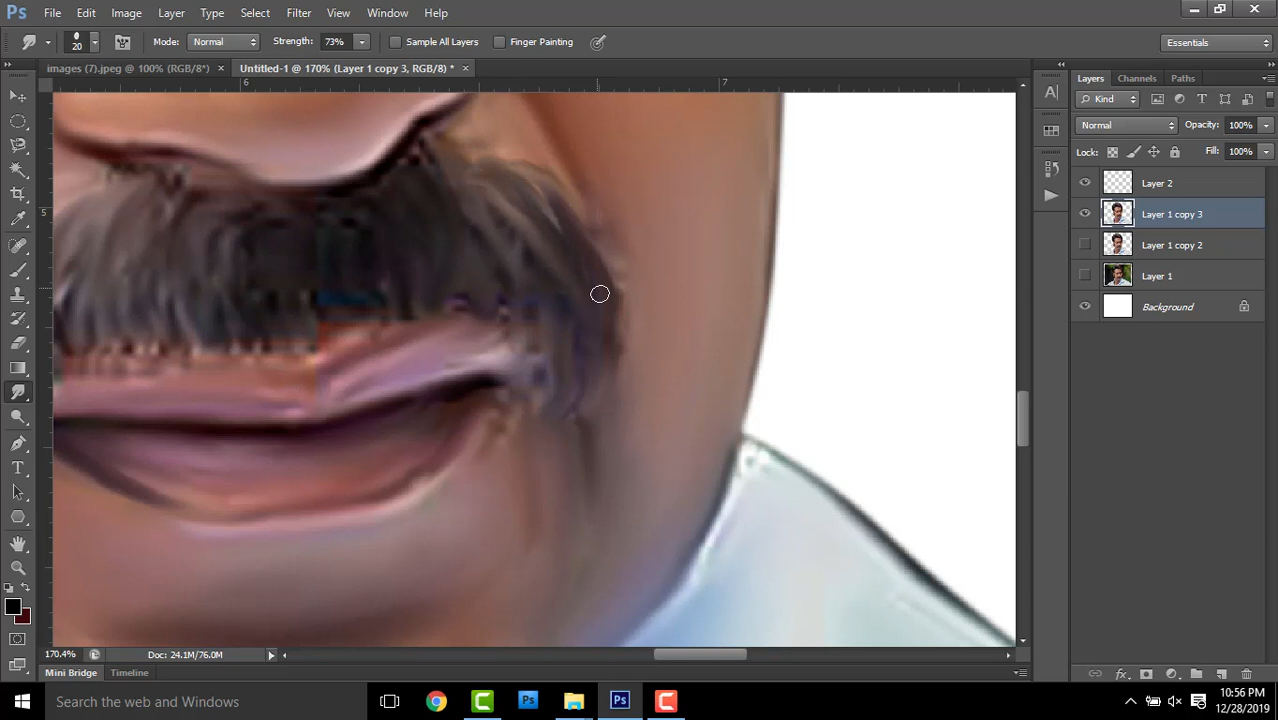 Ps File Edit Image Layer Type Select Filter View Window Help
20 Mode: Normal Strength: 73% Sample All Layers Finger Painting Essentials
images (7).jpeg @ 100% (RGB/8*) × Untitled-1 @ 170% (Layer 1 copy 3, RGB/8) * ×
6 7
5
Layers Channels Paths
Kind
Normal Opacity: 100%
Lock: Fill: 100%
Layer 2
Layer 1 copy 3
Layer 1 copy 2
Layer 1
Background
170.4% Doc: 24.1M/76.0M
Mini Bridge Timeline
Search the web and Windows
10:56 PM
12/28/2019